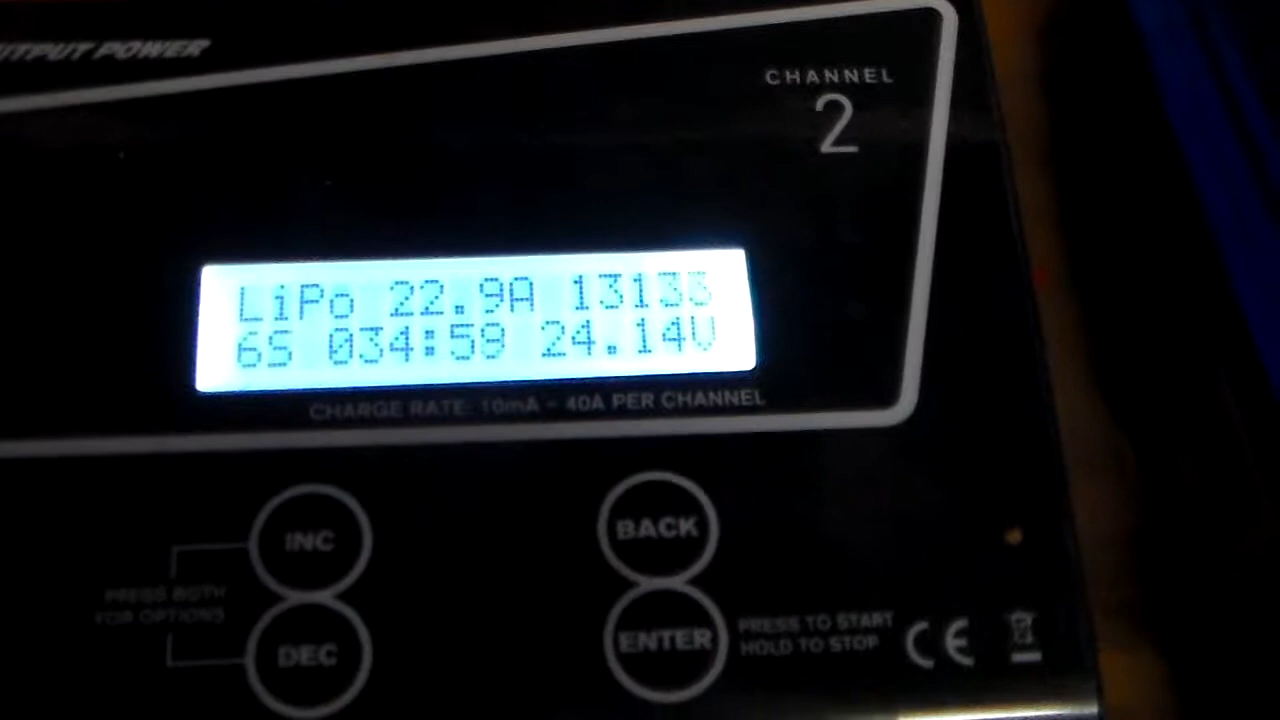 UTPUT POWER
CHANNEL
2
LiPo 22.9A 13133
6S 034:59 24.14V
CHARGE RATE: 10mA - 40A PER CHANNEL
INC
BACK
PRESS BOTH
FOR OPTIONS
DEC
ENTER
PRESS TO START
HOLD TO STOP
CE